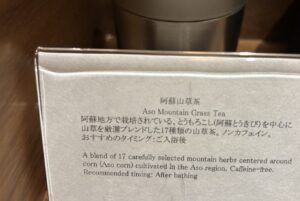 阿蘇山草茶
Aso Mountain Grass Tea
阿蘇地方で栽培されている、とうもろこし(阿蘇とうきび)を中心に
山草を厳選ブレンドした17種類の山草茶。ノンカフェイン。
おすすめのタイミング:ご入浴後
A blend of 17 carefully selected mountain herbs centered around
corn (Aso corn) cultivated in the Aso region. Caffeine-free.
Recommended timing: After bathing